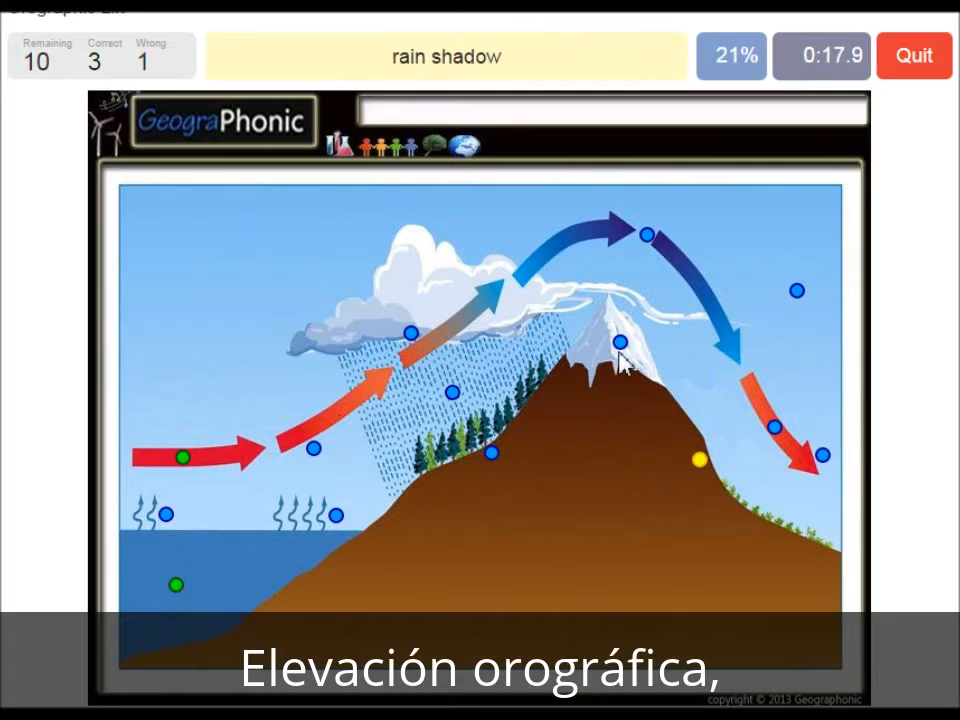 Remaining Correct Wrong
10 3 1
rain shadow
21%
0:17.9
Quit
GeograPhonic
Elevación orográfica,
copyright © 2013 Geographonic